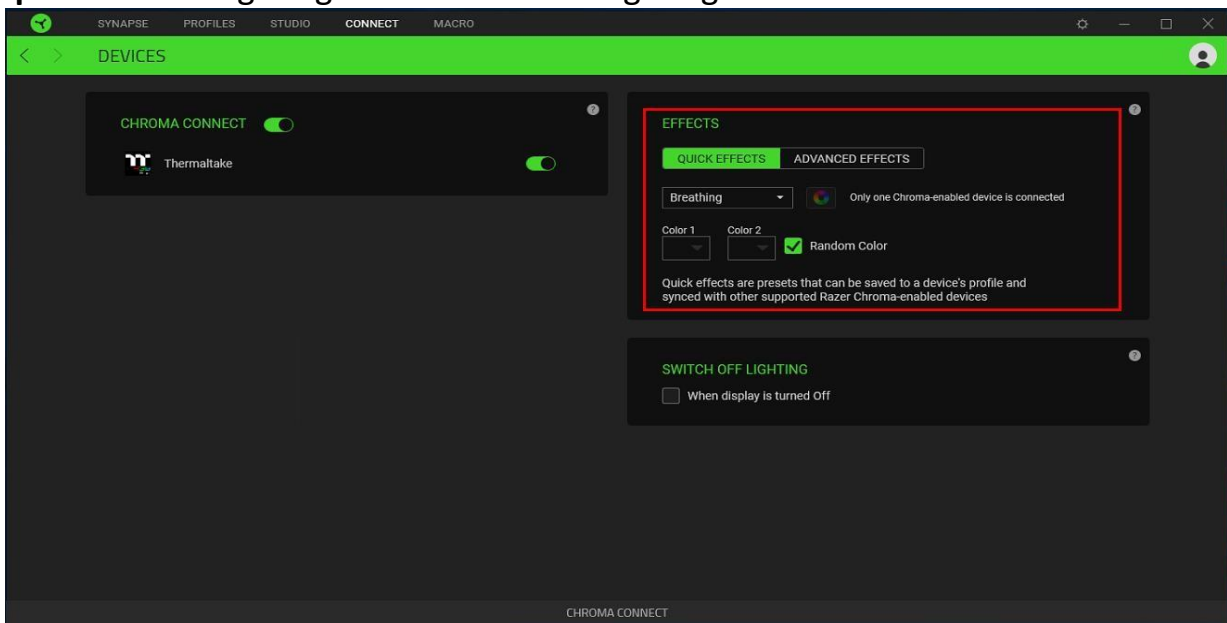 SYNAPSE PROFILES STUDIO CONNECT MACRO
DEVICES
CHROMA CONNECT
Thermaltake
EFFECTS
QUICK EFFECTS ADVANCED EFFECTS
Breathing Only one Chroma-enabled device is connected
Color 1 Color 2
Random Color
Quick effects are presets that can be saved to a device's profile and
synced with other supported Razer Chroma-enabled devices
SWITCH OFF LIGHTING
When display is turned Off
CHROMA CONNECT